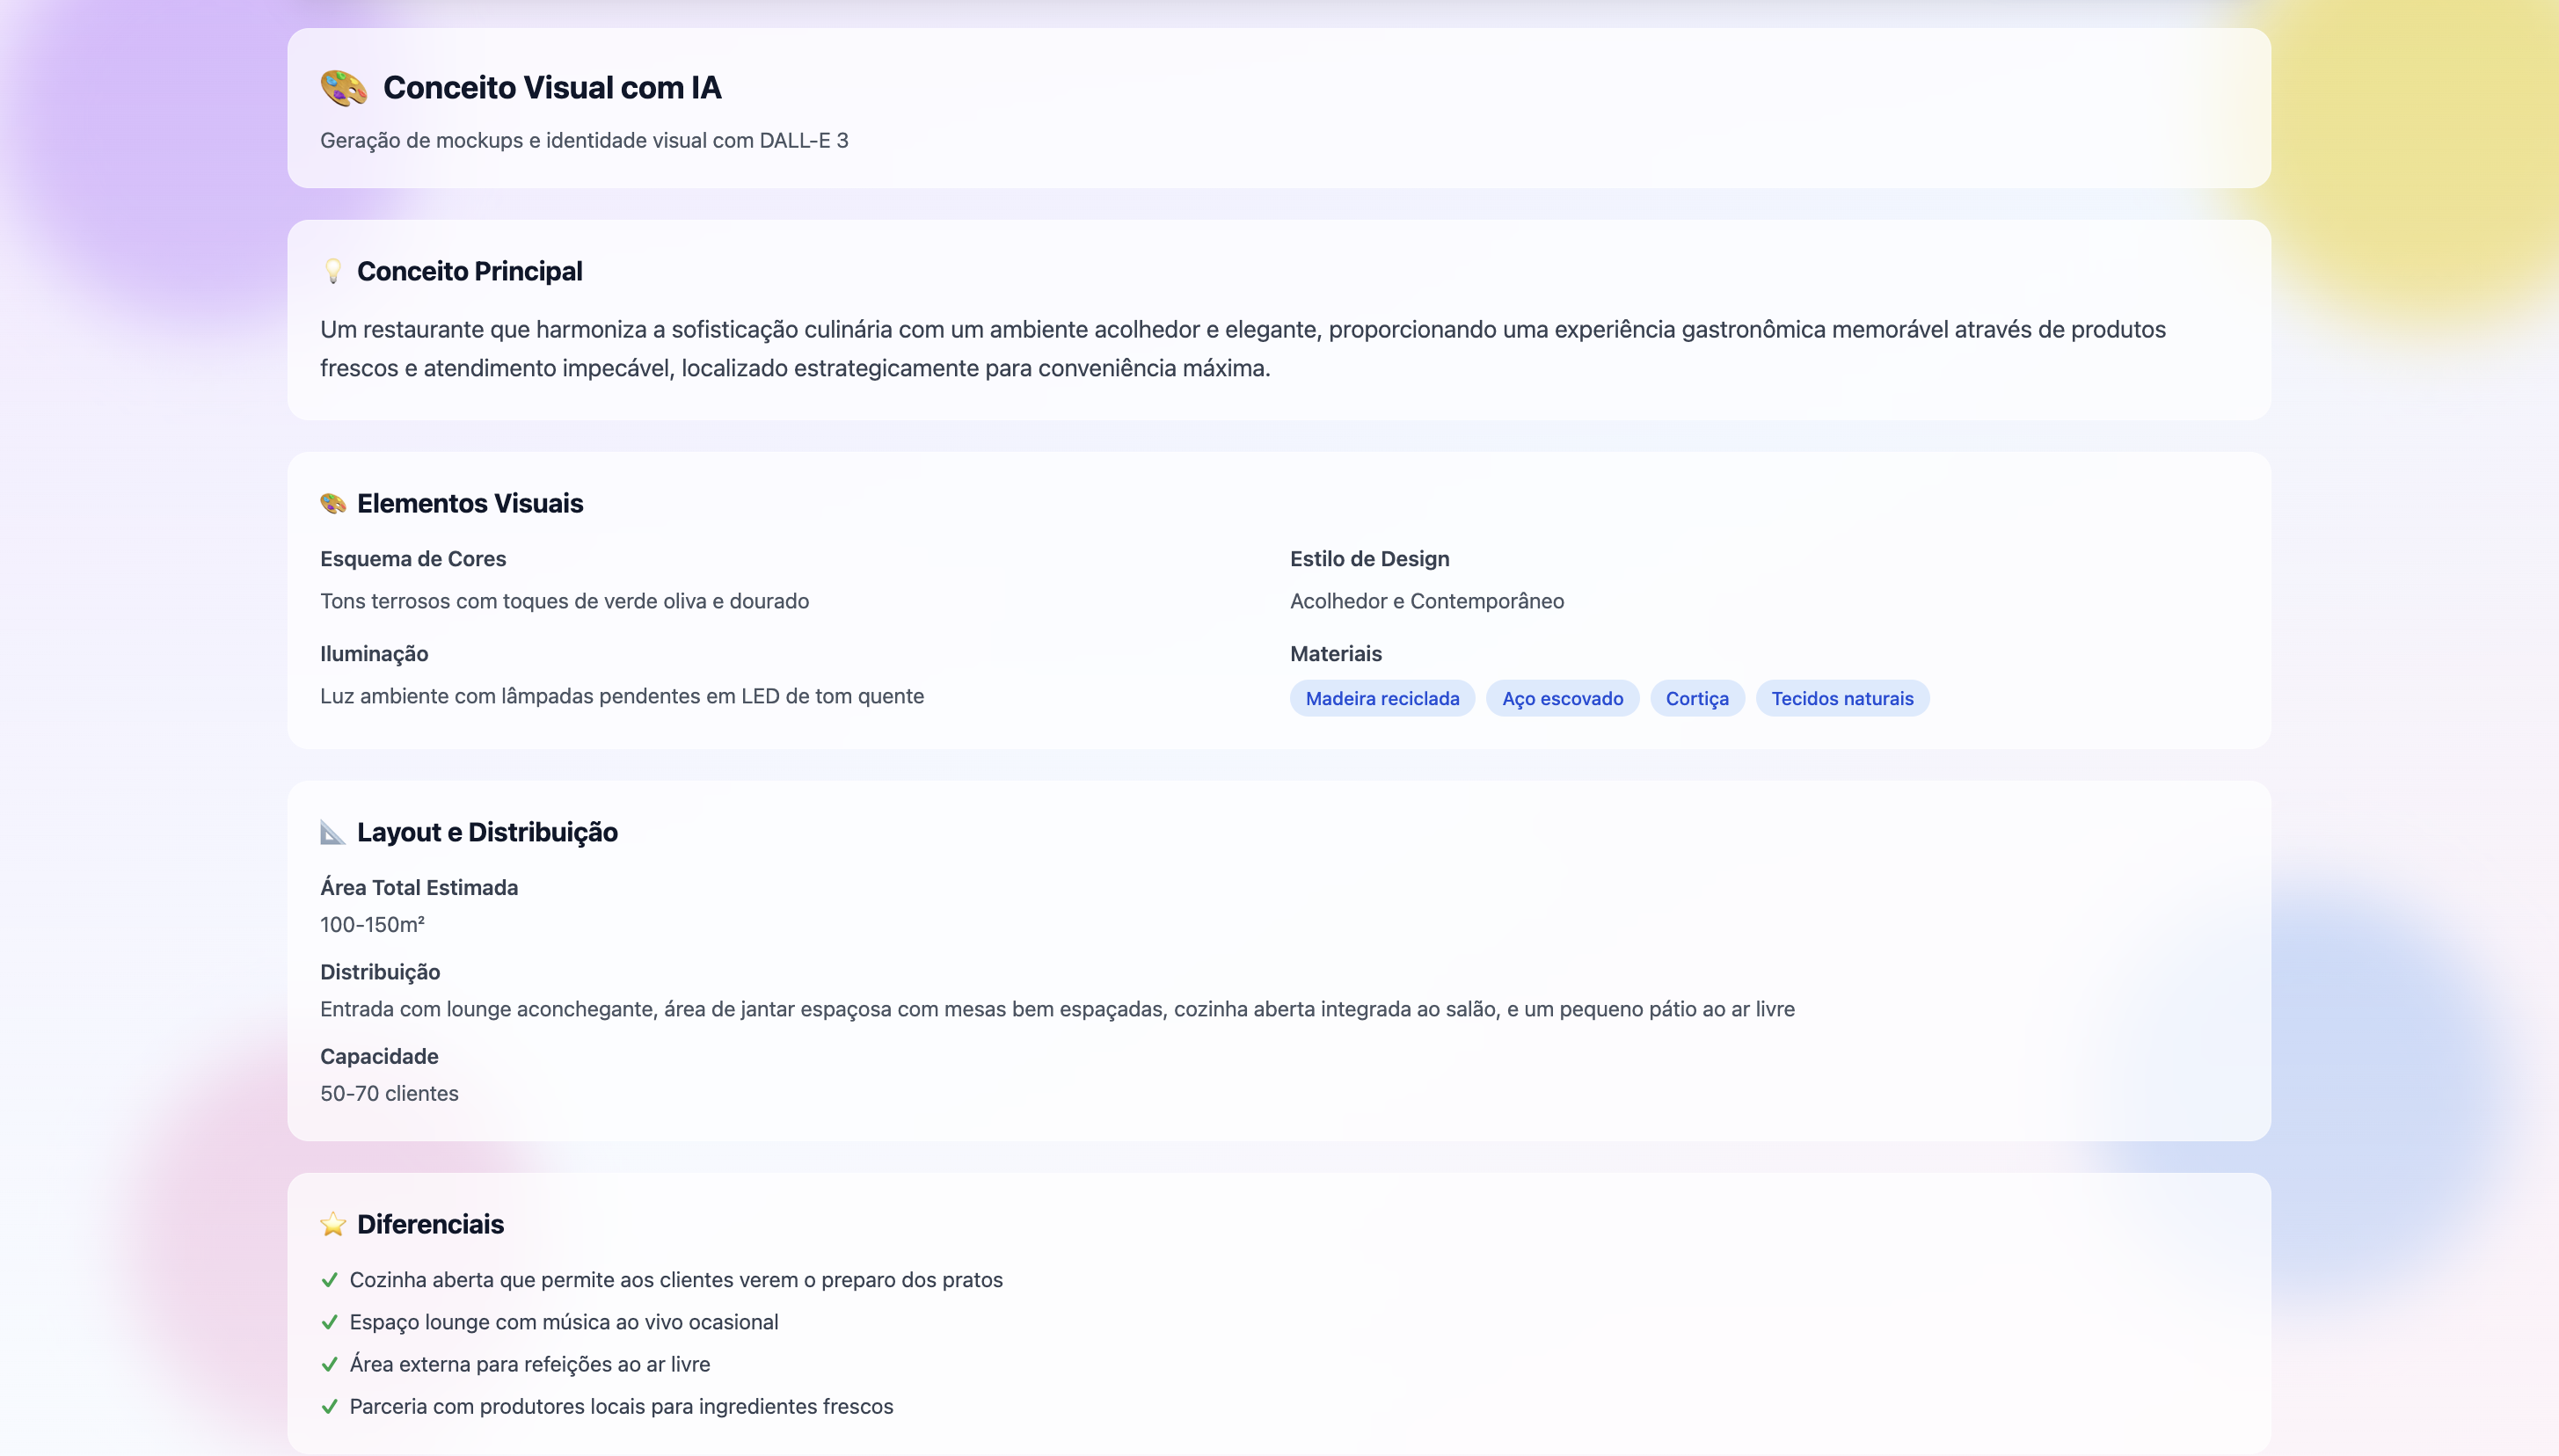 Conceito Visual com IA
Geração de mockups e identidade visual com DALL-E 3
Conceito Principal
Um restaurante que harmoniza a sofisticação culinária com um ambiente acolhedor e elegante, proporcionando uma experiência gastronômica memorável através de produtos
frescos e atendimento impecável, localizado estrategicamente para conveniência máxima.
Elementos Visuais
Esquema de Cores
Tons terrosos com toques de verde oliva e dourado
Estilo de Design
Acolhedor e Contemporâneo
Iluminação
Luz ambiente com lâmpadas pendentes em LED de tom quente
Materiais
Madeira reciclada Aço escovado Cortiça Tecidos naturais
Layout e Distribuição
Área Total Estimada
100-150m²
Distribuição
Entrada com lounge aconchegante, área de jantar espaçosa com mesas bem espaçadas, cozinha aberta integrada ao salão, e um pequeno pátio ao ar livre
Capacidade
50-70 clientes
Diferenciais
Cozinha aberta que permite aos clientes verem o preparo dos pratos
Espaço lounge com música ao vivo ocasional
Área externa para refeições ao ar livre
Parceria com produtores locais para ingredientes frescos